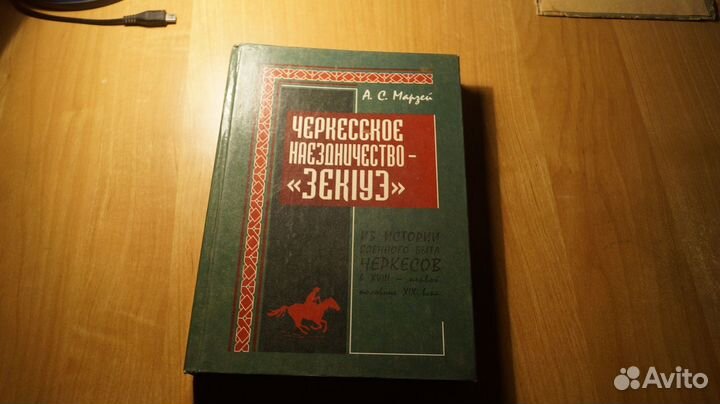 А. С. Марзей
ЧЕРКЕССКОЕ
НАЕЗДНИЧЕСТВО –
«ЗЕКIУЭ»
ИЗ ИСТОРИИ
ВОЕННОГО БЫТА
ЧЕРКЕСОВ
в XVIII – первой
половине XIX века
Avito